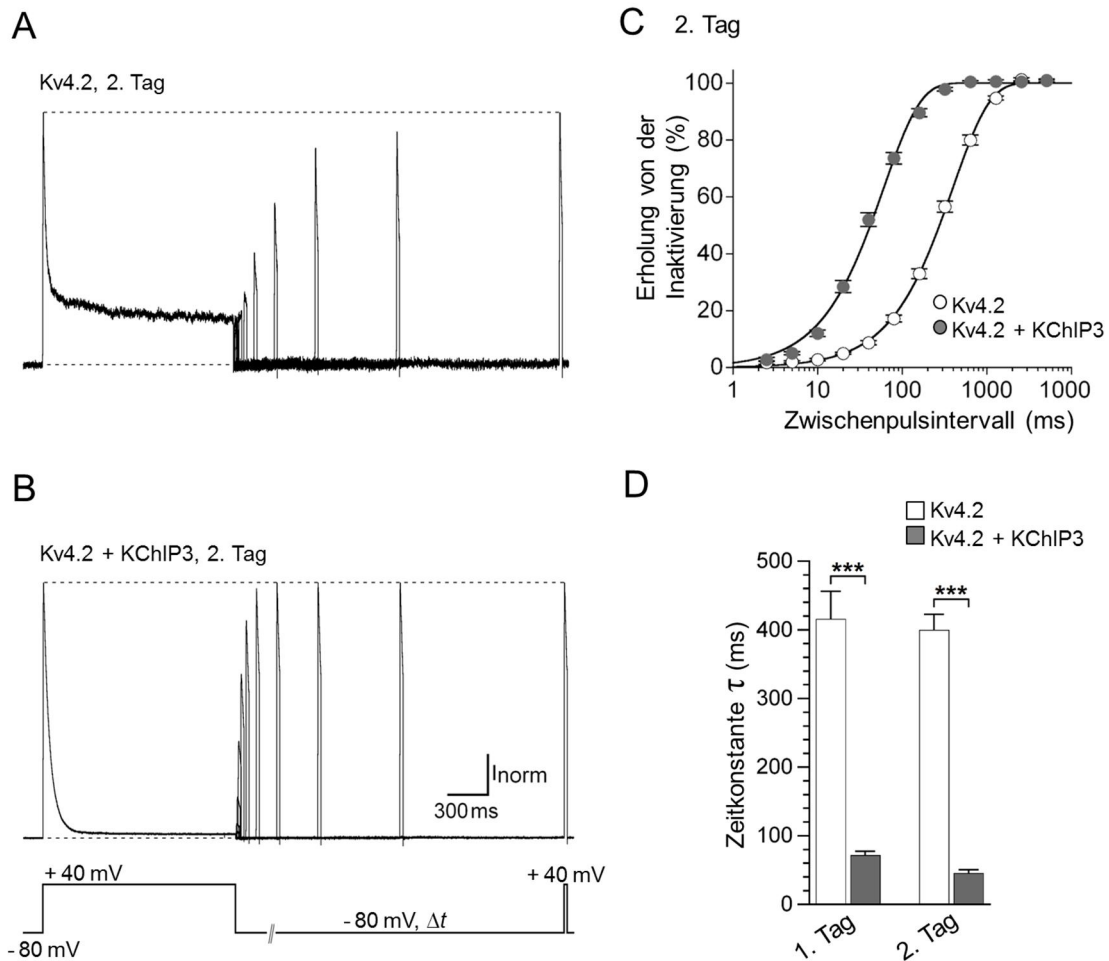 A
Kv4.2, 2. Tag
B
Kv4.2 + KChIP3, 2. Tag
Inorm
300 ms
+ 40 mV
+ 40 mV
- 80 mV, Δt
- 80 mV
C
2. Tag
Erholung von der
Inaktivierung (%)
100
80
60
40
20
0
Kv4.2
Kv4.2 + KChIP3
1
10
100
1000
1000
Zwischenpulsintervall (ms)
D
Kv4.2
Kv4.2 + KChIP3
Zeitkonstante τ (ms)
500
400
300
200
100
0
***
***
1. Tag
2. Tag